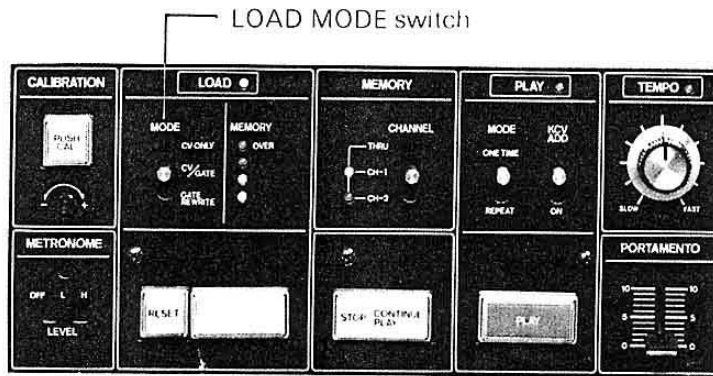 LOAD MODE switch
CALIBRATION
PUSH
CAL
- +
LOAD
MODE
CV ONLY
CV/GATE
GATE
REWRITE
MEMORY
OVER
MEMORY
CHANNEL
THRU
CH-1
CH-2
PLAY
MODE
ONE TIME
REPEAT
KCV
ADD
ON
TEMPO
SLOW FAST
METRONOME
OFF L H
LEVEL
RESET
STOP CONTINUE
PLAY
PLAY
PORTAMENTO
10 10
5 5
0 0